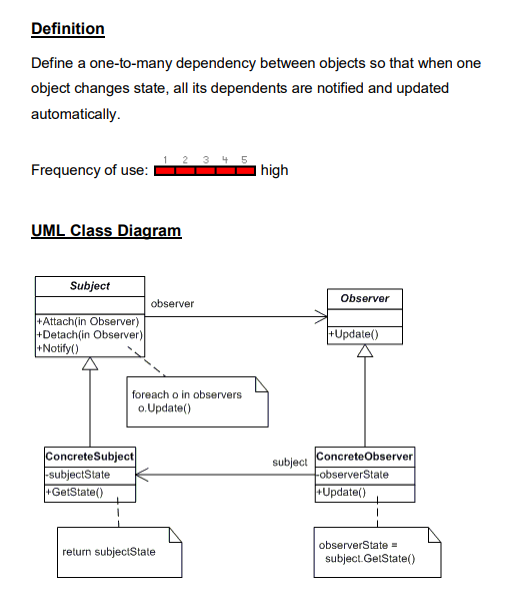 Definition
Define a one-to-many dependency between objects so that when one
object changes state, all its dependents are notified and updated
automatically.
1 2 3 4 5
Frequency of use: high
UML Class Diagram
Subject
+Attach(in Observer)
+Detach(in Observer)
+Notify()
observer
Observer
+Update()
foreach o in observers
o.Update()
ConcreteSubject
-subjectState
+GetState()
subject
ConcreteObserver
-observerState
+Update()
return subjectState
observerState =
subject.GetState()